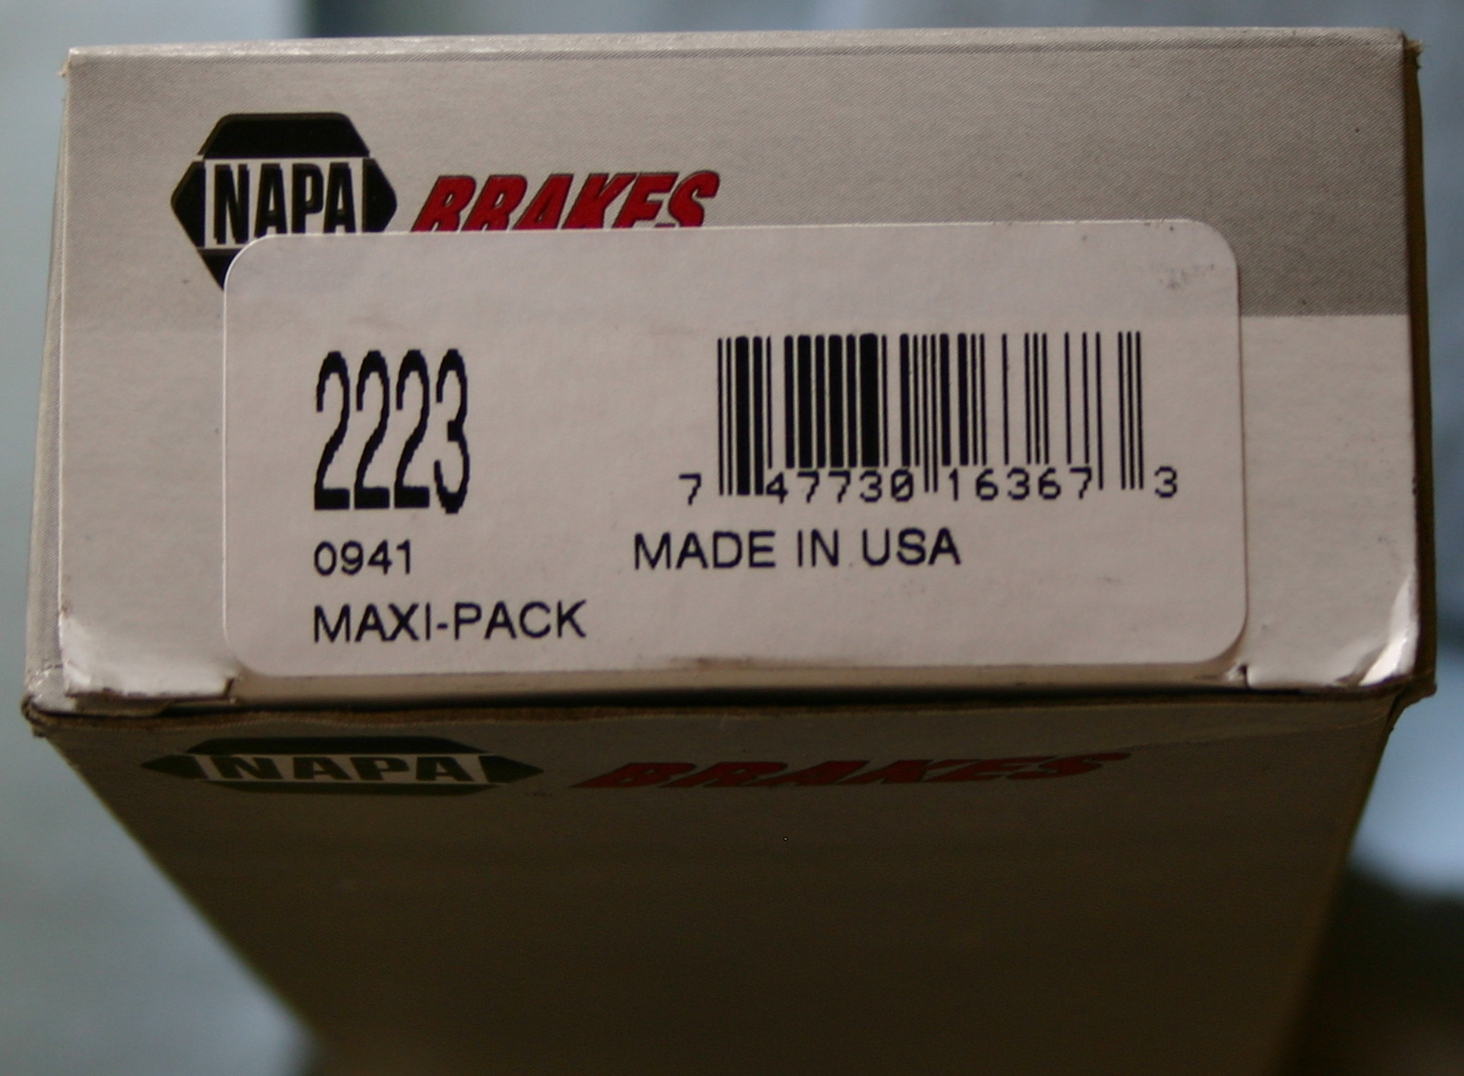 NAPA BRAKES
2223
7 47730 16367 3
0941 MADE IN USA
MAXI-PACK
NAPA BRAKES